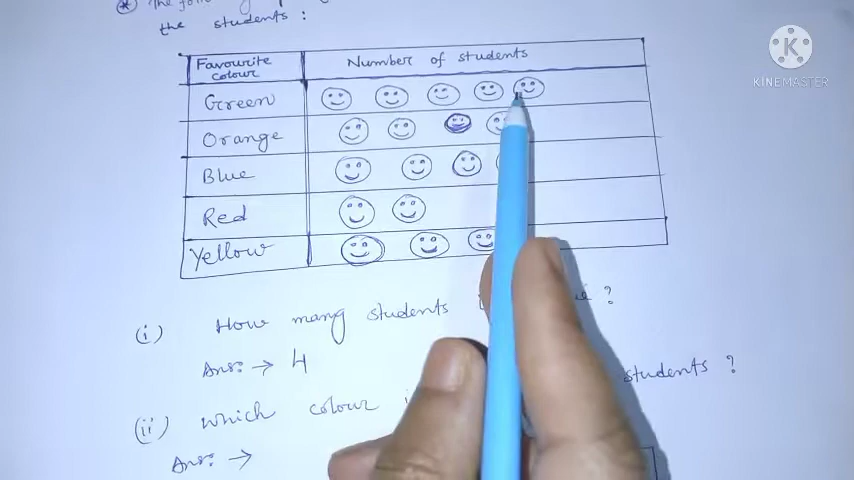 the students :
KINEMASTER
Favourite colour
Number of students
Green
Orange
Blue
Red
Yellow
(i) How many students ?
Ans: → 4
(ii) which colour students ?
Ans: →